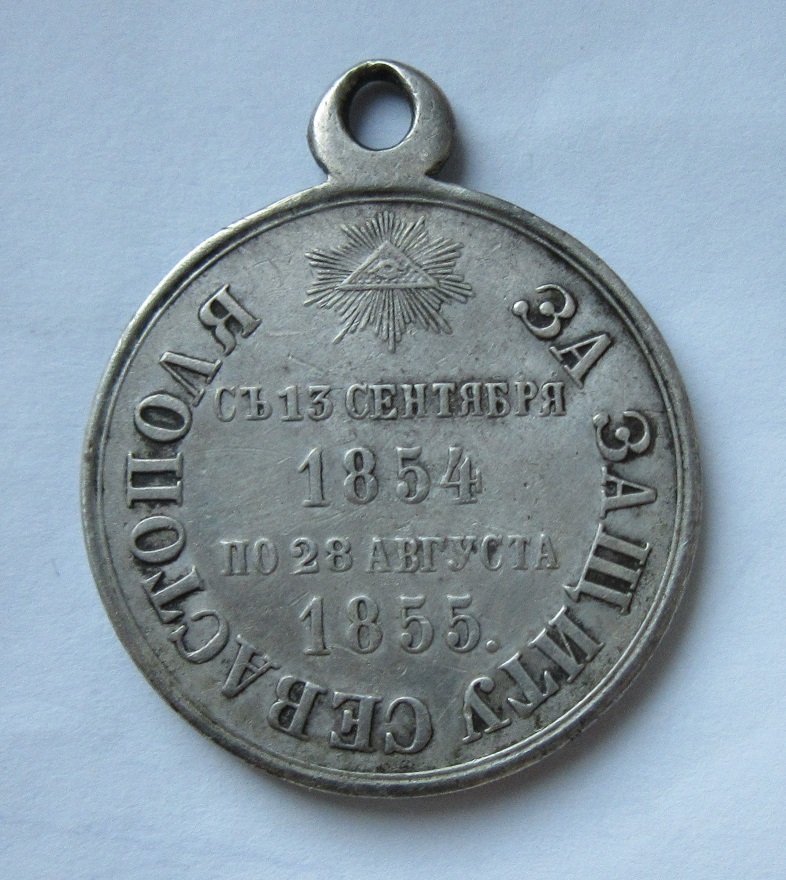 ЗА ЗАЩИТУ СЕВАСТОПОЛЯ
СЪ 13 СЕНТЯБРЯ
1854
ПО 28 АВГУСТА
1855.